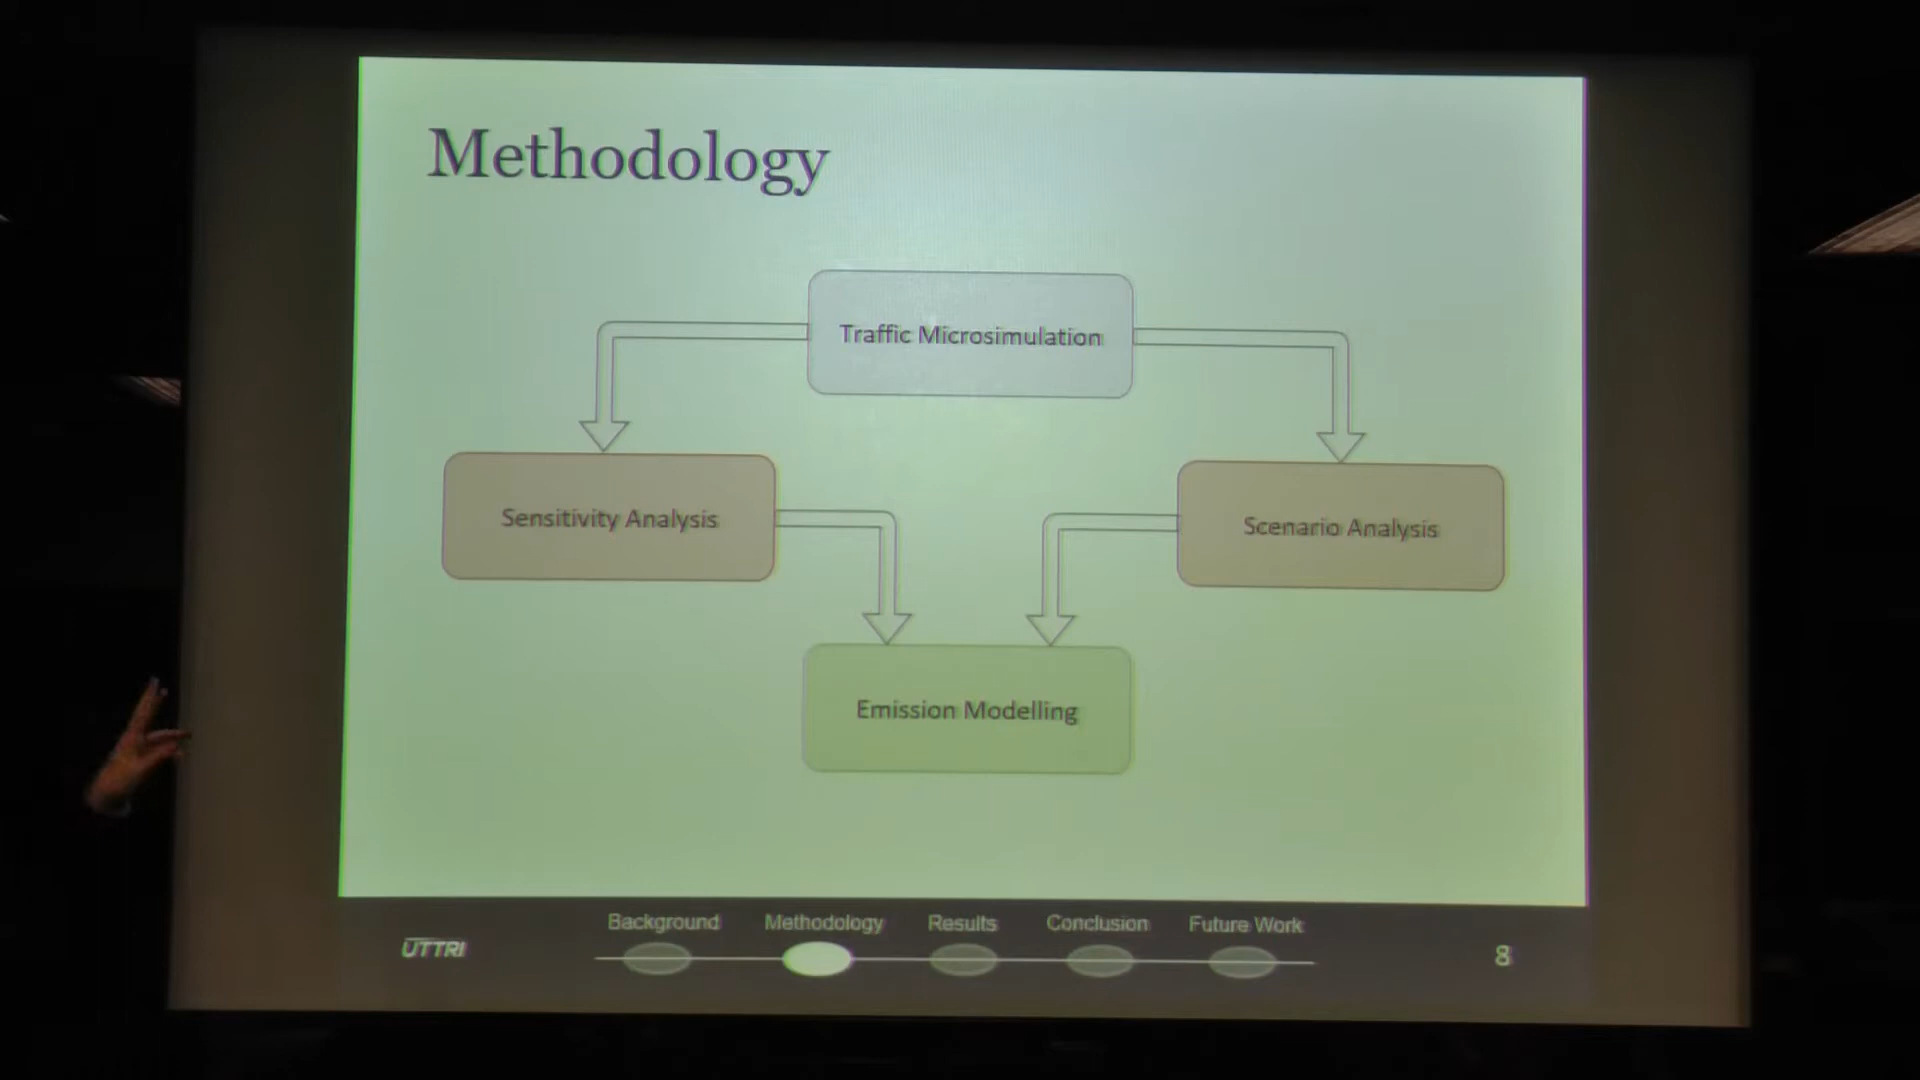 Methodology
Traffic Microsimulation
Sensitivity Analysis
Scenario Analysis
Emission Modelling
Background Methodology Results Conclusion Future Work
UTTRI
8